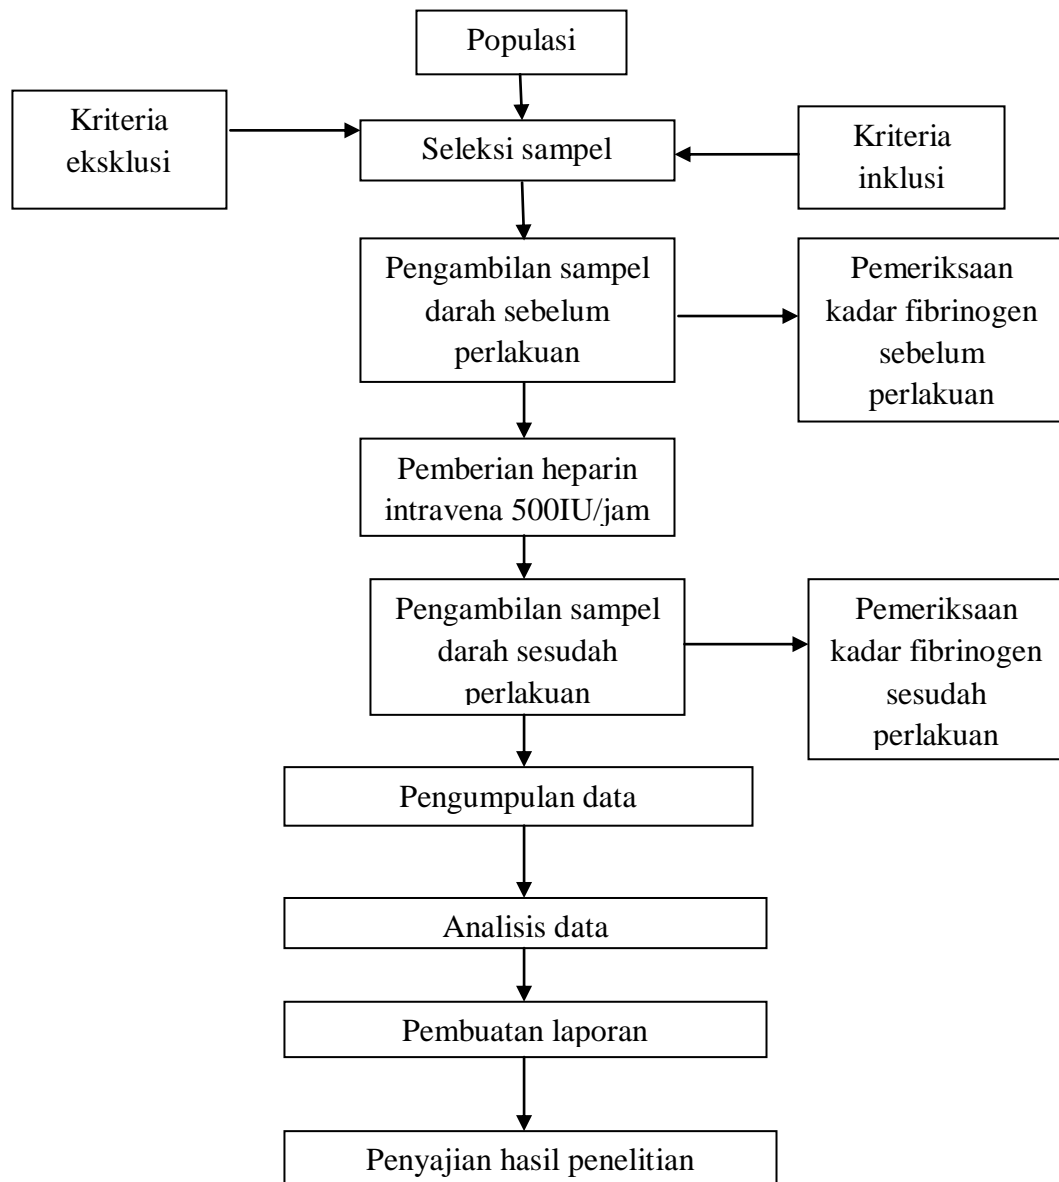 Populasi
Kriteria
eksklusi
Seleksi sampel
Kriteria
inklusi
Pengambilan sampel
darah sebelum
perlakuan
Pemeriksaan
kadar fibrinogen
sebelum
perlakuan
Pemberian heparin
intravena 500IU/jam
Pengambilan sampel
darah sesudah
perlakuan
Pemeriksaan
kadar fibrinogen
sesudah
perlakuan
Pengumpulan data
Analisis data
Pembuatan laporan
Penyajian hasil penelitian